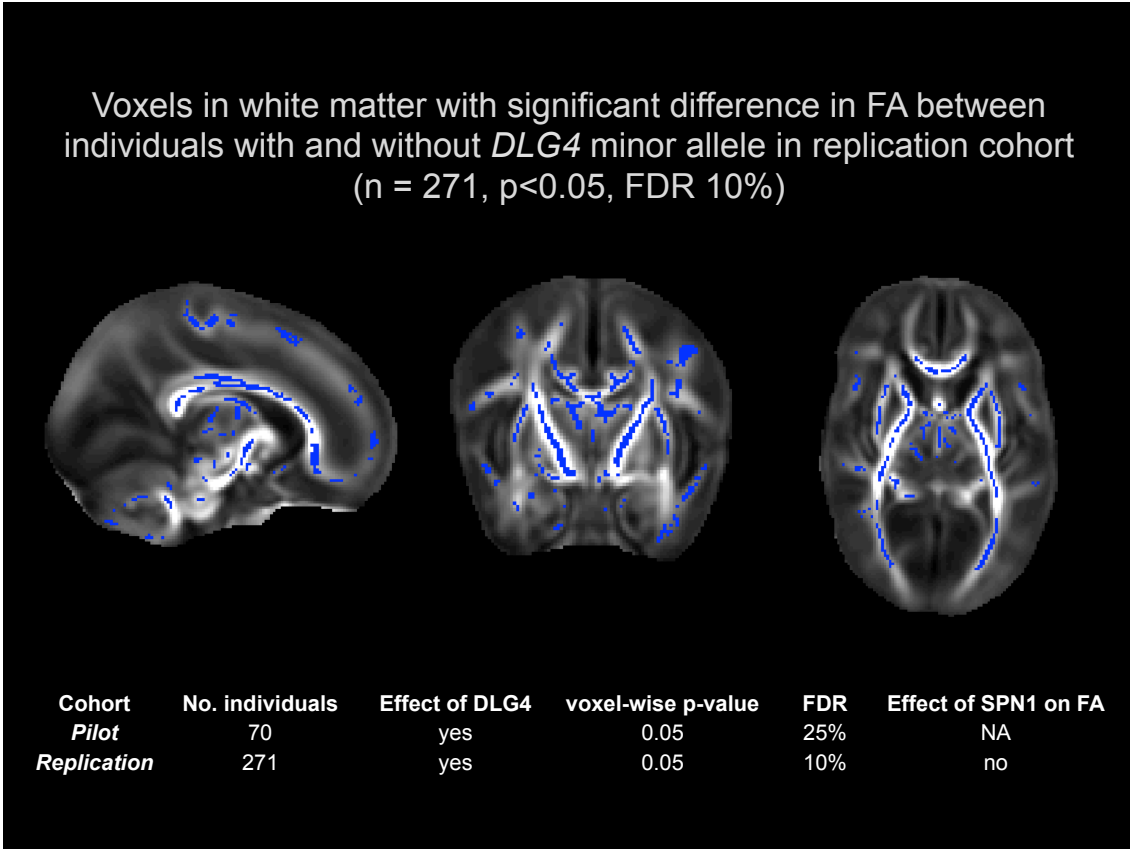 Voxels in white matter with significant difference in FA between
individuals with and without DLG4 minor allele in replication cohort
(n = 271, p<0.05, FDR 10%)
Cohort No. individuals Effect of DLG4 voxel-wise p-value FDR Effect of SPN1 on FA
Pilot 70 yes 0.05 25% NA
Replication 271 yes 0.05 10% no